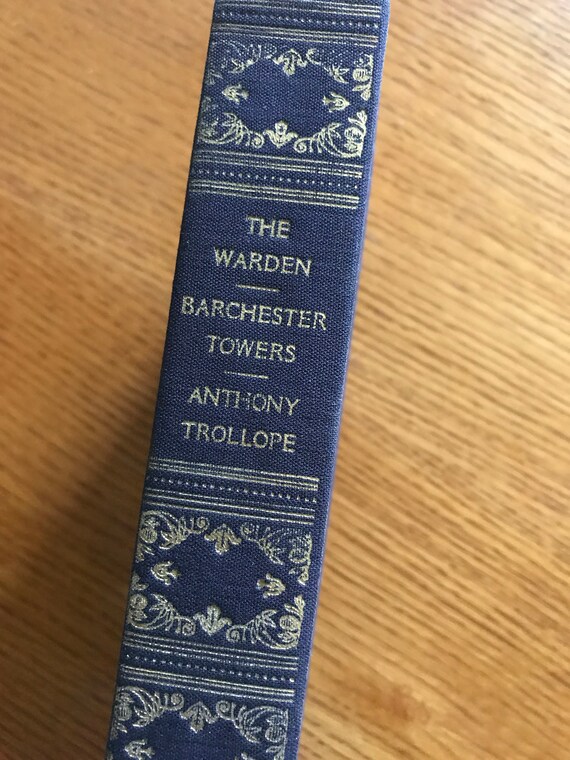 THE
WARDEN
BARCHESTER
TOWERS
ANTHONY
TROLLOPE